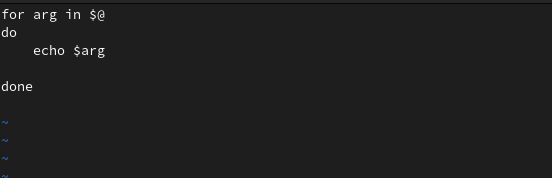 for arg in $@
do
    echo $arg

done

~
~
~
~